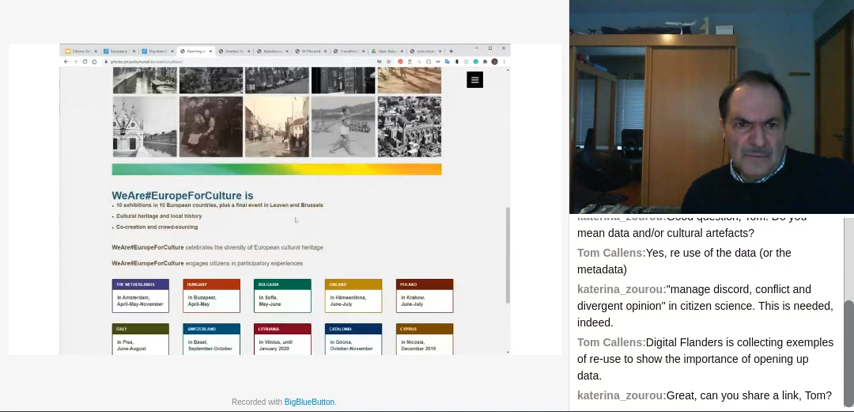 WeAre#EuropeForCulture is
• 10 exhibitions in 10 European countries, plus a final event in Leuven and Brussels
• Cultural heritage and local history
• Co-creation and crowd-sourcing
WeAre#EuropeForCulture celebrates the diversity of European cultural heritage
WeAre#EuropeForCulture engages citizens in participatory experiences
THE NETHERLANDS
in Amsterdam,
April-May-November
HUNGARY
in Budapest,
April-May
BULGARIA
in Sofia,
May-June
FINLAND
in Hämeenlinna,
June-July
POLAND
in Krakow,
June-July
ITALY
in Pisa,
June-August
SWITZERLAND
in Basel,
September-October
LITHUANIA
in Vilnius, until
January 2020
CATALONIA
in Girona,
October-November
CYPRUS
in Nicosia,
December 2019
Recorded with BigBlueButton.
katerina_zourou:Good question, Tom. Do you
mean data and/or cultural artefacts?
Tom Callens:Yes, re use of the data (or the
metadata)
katerina_zourou:"manage discord, conflict and
divergent opinion" in citizen science. This is needed,
indeed.
Tom Callens:Digital Flanders is collecting exemples
of re-use to show the importance of opening up
data.
katerina_zourou:Great, can you share a link, Tom?